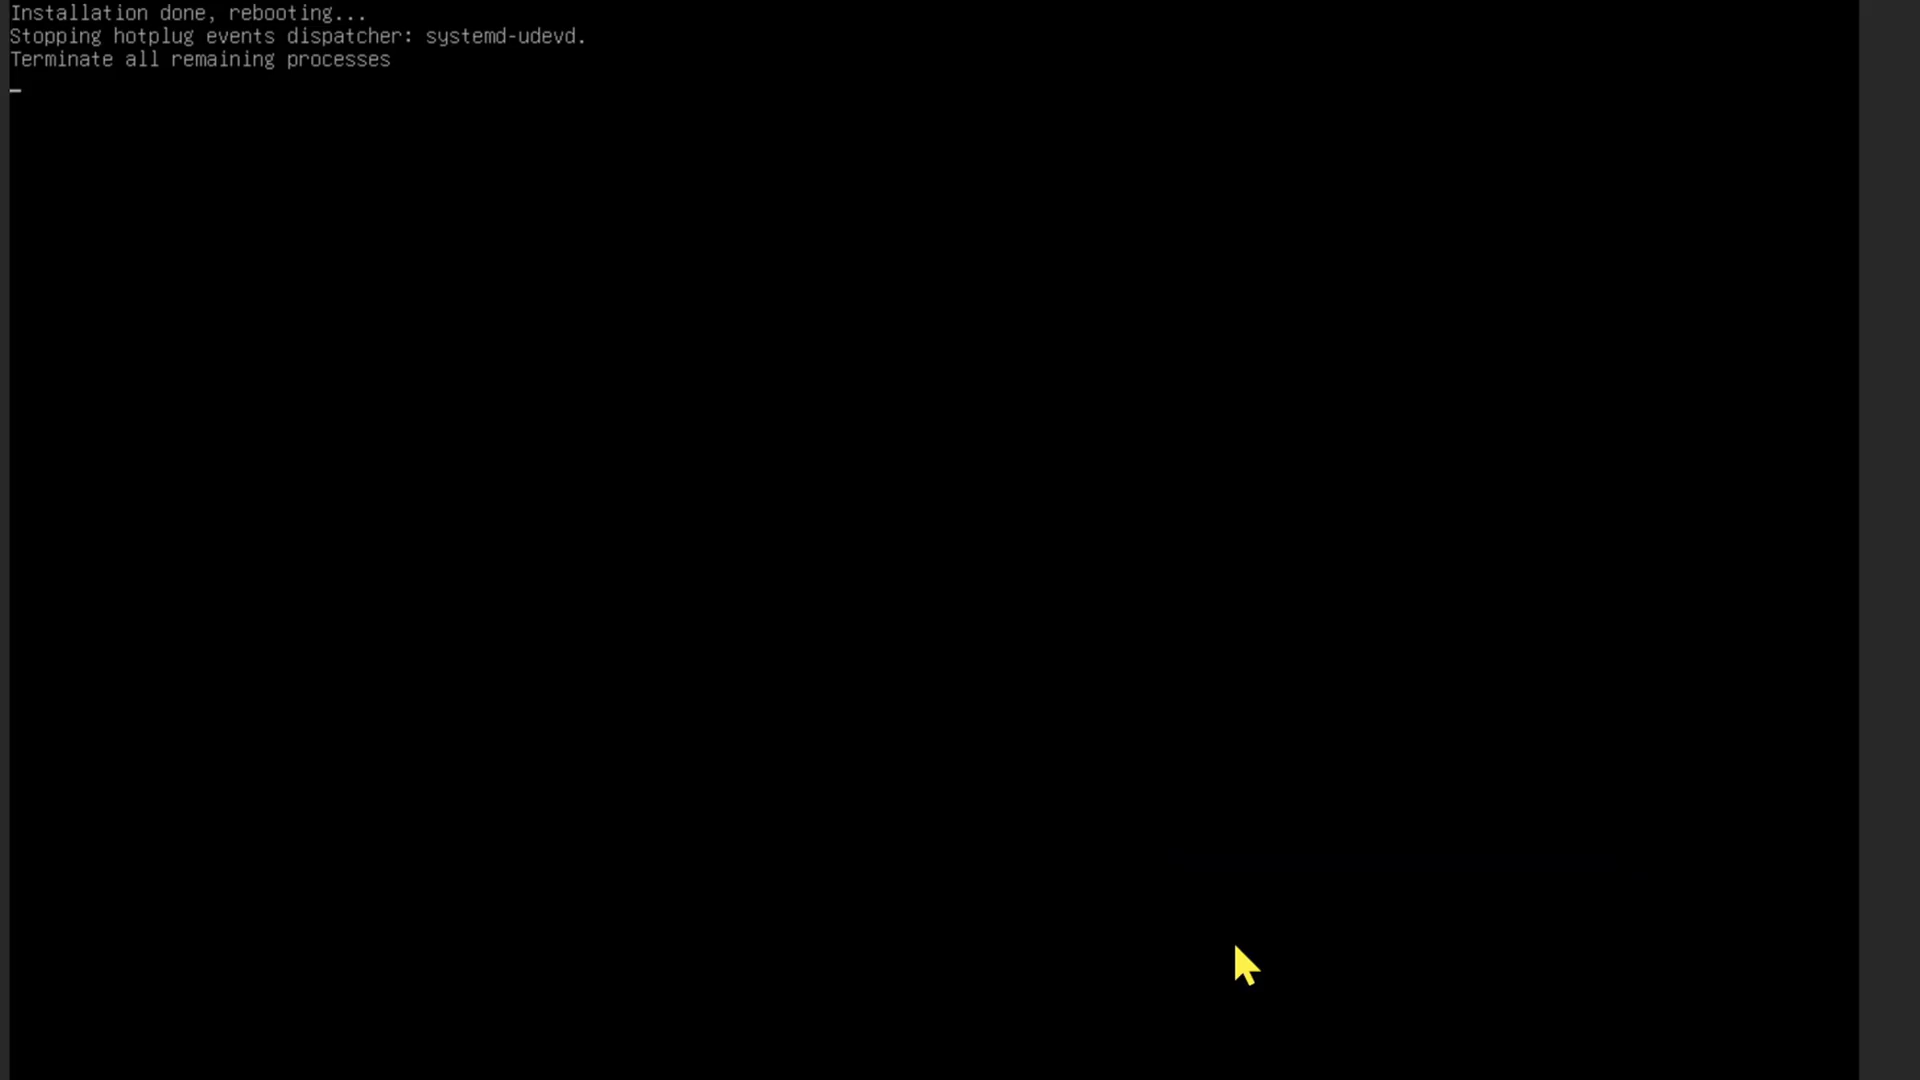 Installation done, rebooting...
Stopping hotplug events dispatcher: systemd-udevd.
Terminate all remaining processes